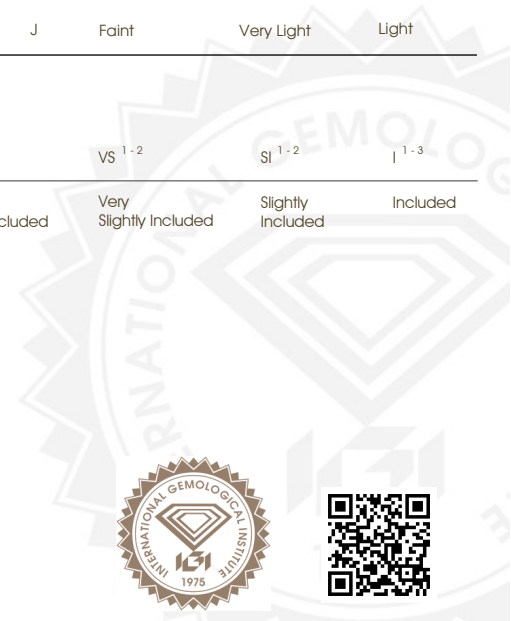 J Faint Very Light Light
VS 1 - 2 SI 1 - 2 I 1 - 3
Very Slightly Included
cluded Slightly Included Included
INTERNATIONAL GEMOLOGICAL INSTITUTE
IGI
1975